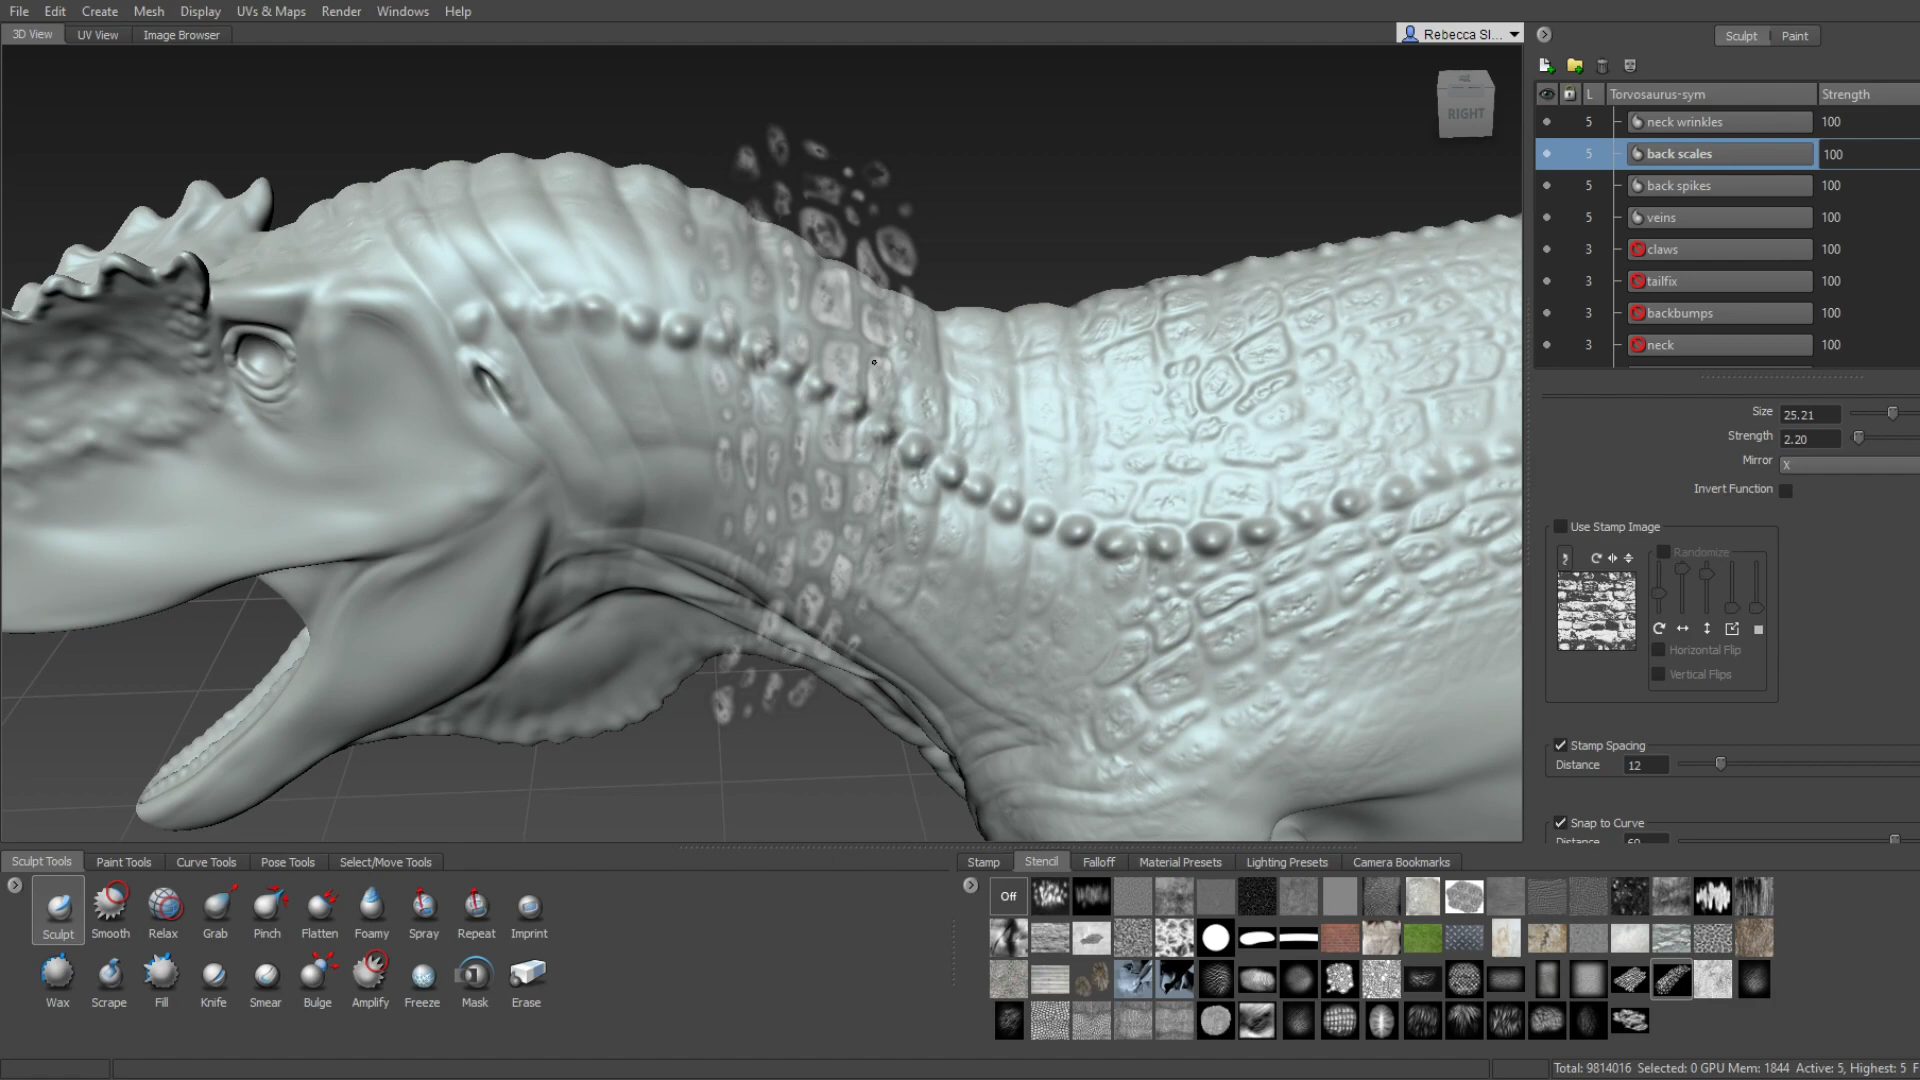 File Edit Create Mesh Display UVs & Maps Render Windows Help
3D View UV View Image Browser
Rebecca Sl...
Sculpt Paint
RIGHT
L Torvosaurus-sym Strength
5 neck wrinkles 100
5 back scales 100
5 back spikes 100
5 veins 100
3 claws 100
3 tailfix 100
3 backbumps 100
3 neck 100
Size 25.21
Strength 2.20
Mirror X
Invert Function
Use Stamp Image
Randomize
Horizontal Flip
Vertical Flips
Stamp Spacing
Distance 12
Snap to Curve
Distance 60
Sculpt Tools Paint Tools Curve Tools Pose Tools Select/Move Tools
Stamp Stencil Falloff Material Presets Lighting Presets Camera Bookmarks
Off
Sculpt Smooth Relax Grab Pinch Flatten Foamy Spray Repeat Imprint
Wax Scrape Fill Knife Smear Bulge Amplify Freeze Mask Erase
Total: 9814016 Selected: 0 GPU Mem: 1844 Active: 5, Highest: 5 F